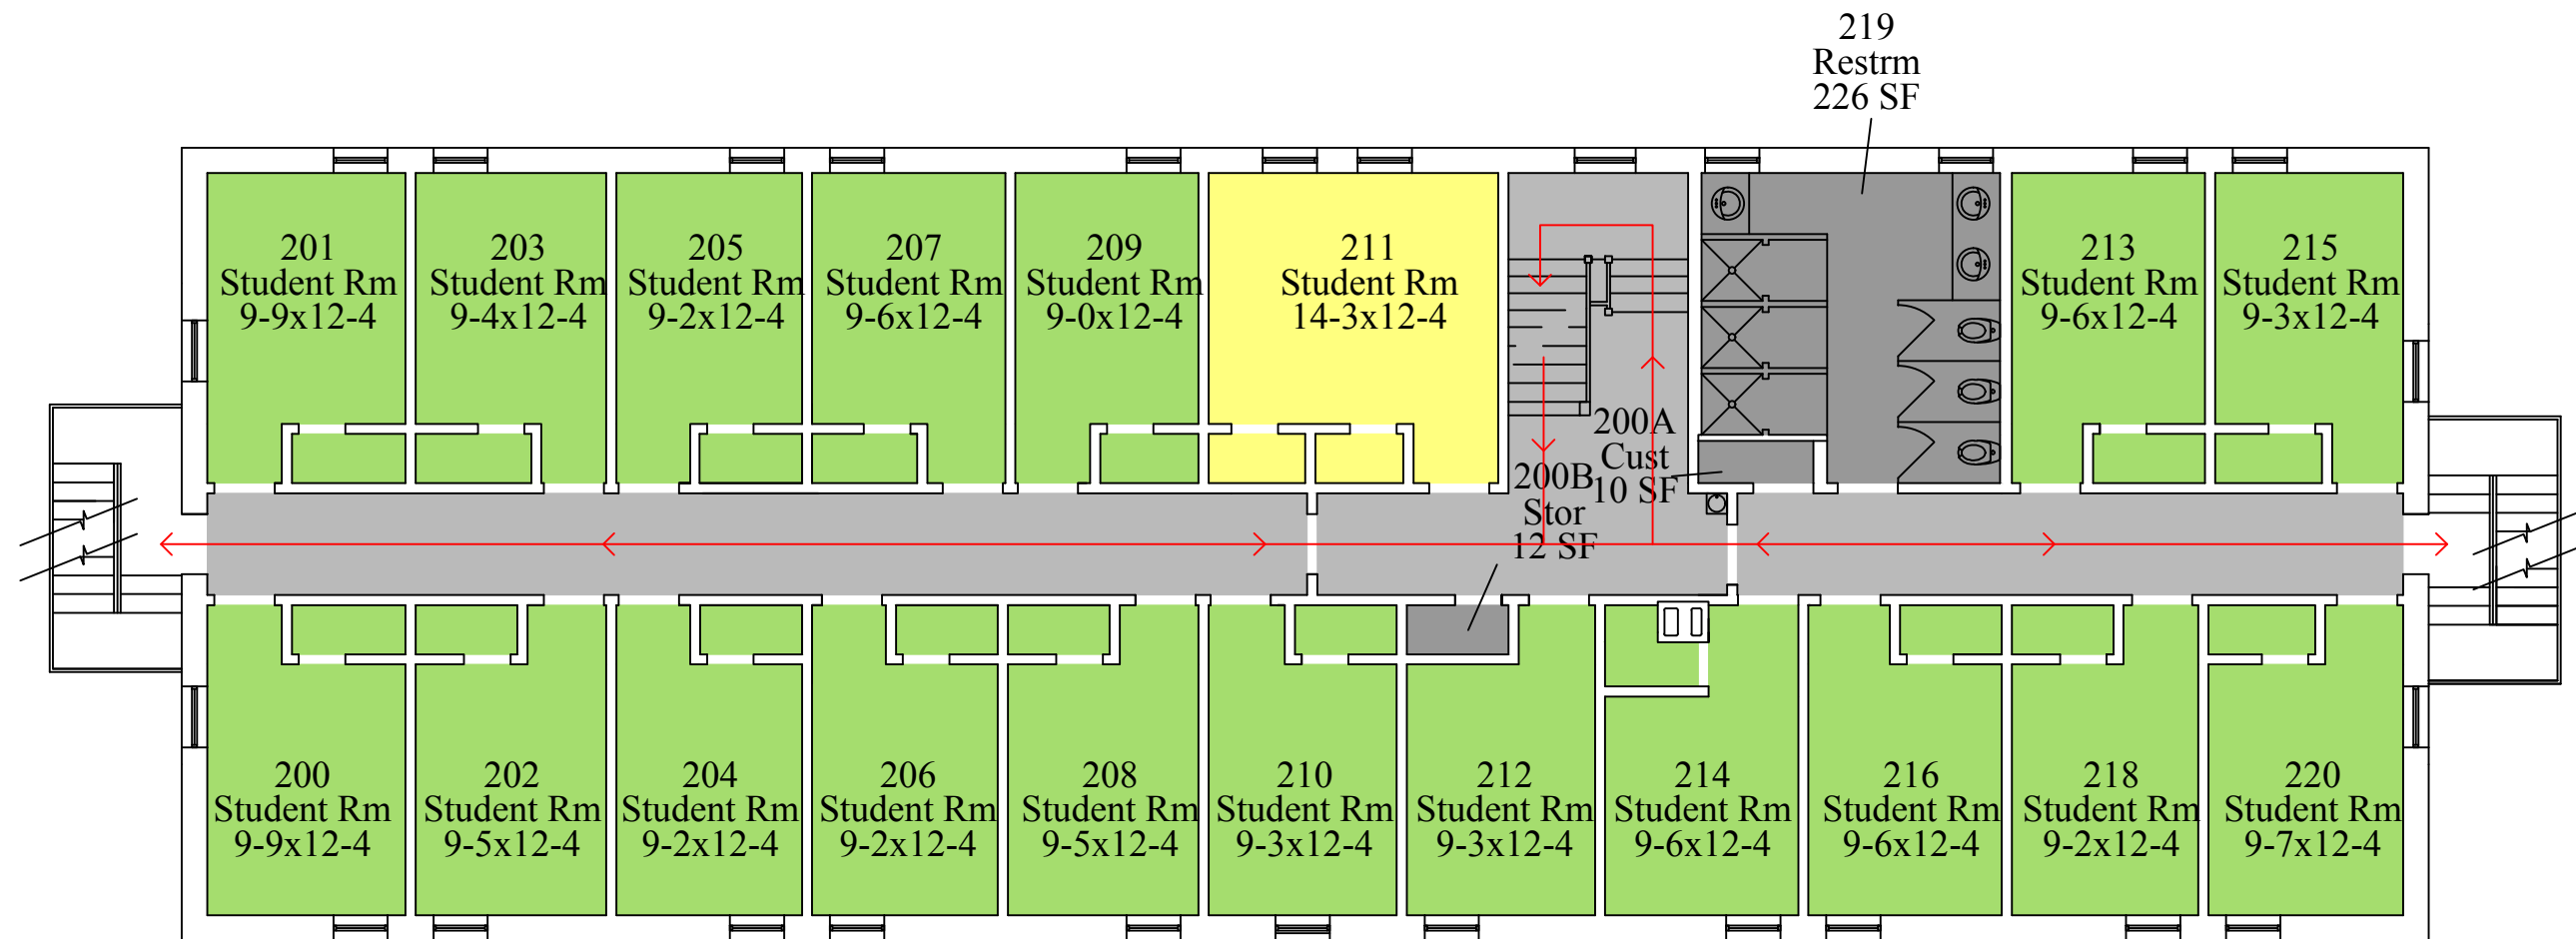 219
Restrm
226 SF
201
Student Rm
9-9x12-4
203
Student Rm
9-4x12-4
205
Student Rm
9-2x12-4
207
Student Rm
9-6x12-4
209
Student Rm
9-0x12-4
211
Student Rm
14-3x12-4
213
Student Rm
9-6x12-4
215
Student Rm
9-3x12-4
200A
Cust
10 SF
200B
Stor
12 SF
200
Student Rm
9-9x12-4
202
Student Rm
9-5x12-4
204
Student Rm
9-2x12-4
206
Student Rm
9-2x12-4
208
Student Rm
9-5x12-4
210
Student Rm
9-3x12-4
212
Student Rm
9-3x12-4
214
Student Rm
9-6x12-4
216
Student Rm
9-6x12-4
218
Student Rm
9-2x12-4
220
Student Rm
9-7x12-4